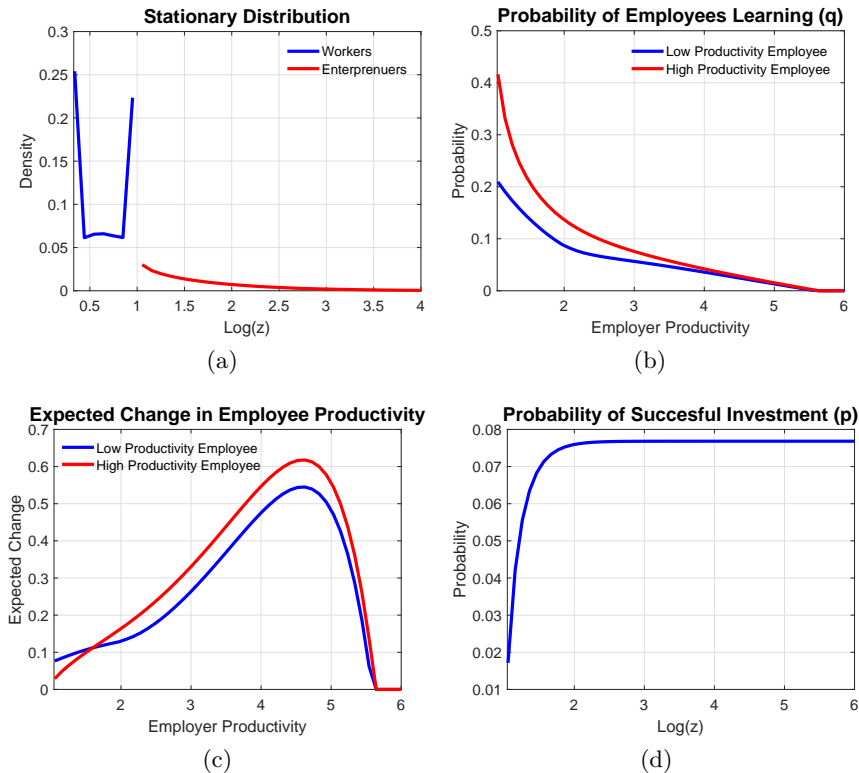 Stationary Distribution
0.3
0.25
0.2
0.15
0.1
0.05
0
Density
Workers
Enterprenuers
0.5 1 1.5 2 2.5 3 3.5 4
Log(z)
(a)
Probability of Employees Learning (q)
0.5
0.4
0.3
0.2
0.1
0
Probability
Low Productivity Employee
High Productivity Employee
2 3 4 5 6
Employer Productivity
(b)
Expected Change in Employee Productivity
0.7
0.6
0.5
0.4
0.3
0.2
0.1
0
Expected Change
Low Productivity Employee
High Productivity Employee
2 3 4 5 6
Employer Productivity
(c)
Probability of Succesful Investment (p)
0.08
0.07
0.06
0.05
0.04
0.03
0.02
0.01
Probability
2 3 4 5 6
Log(z)
(d)